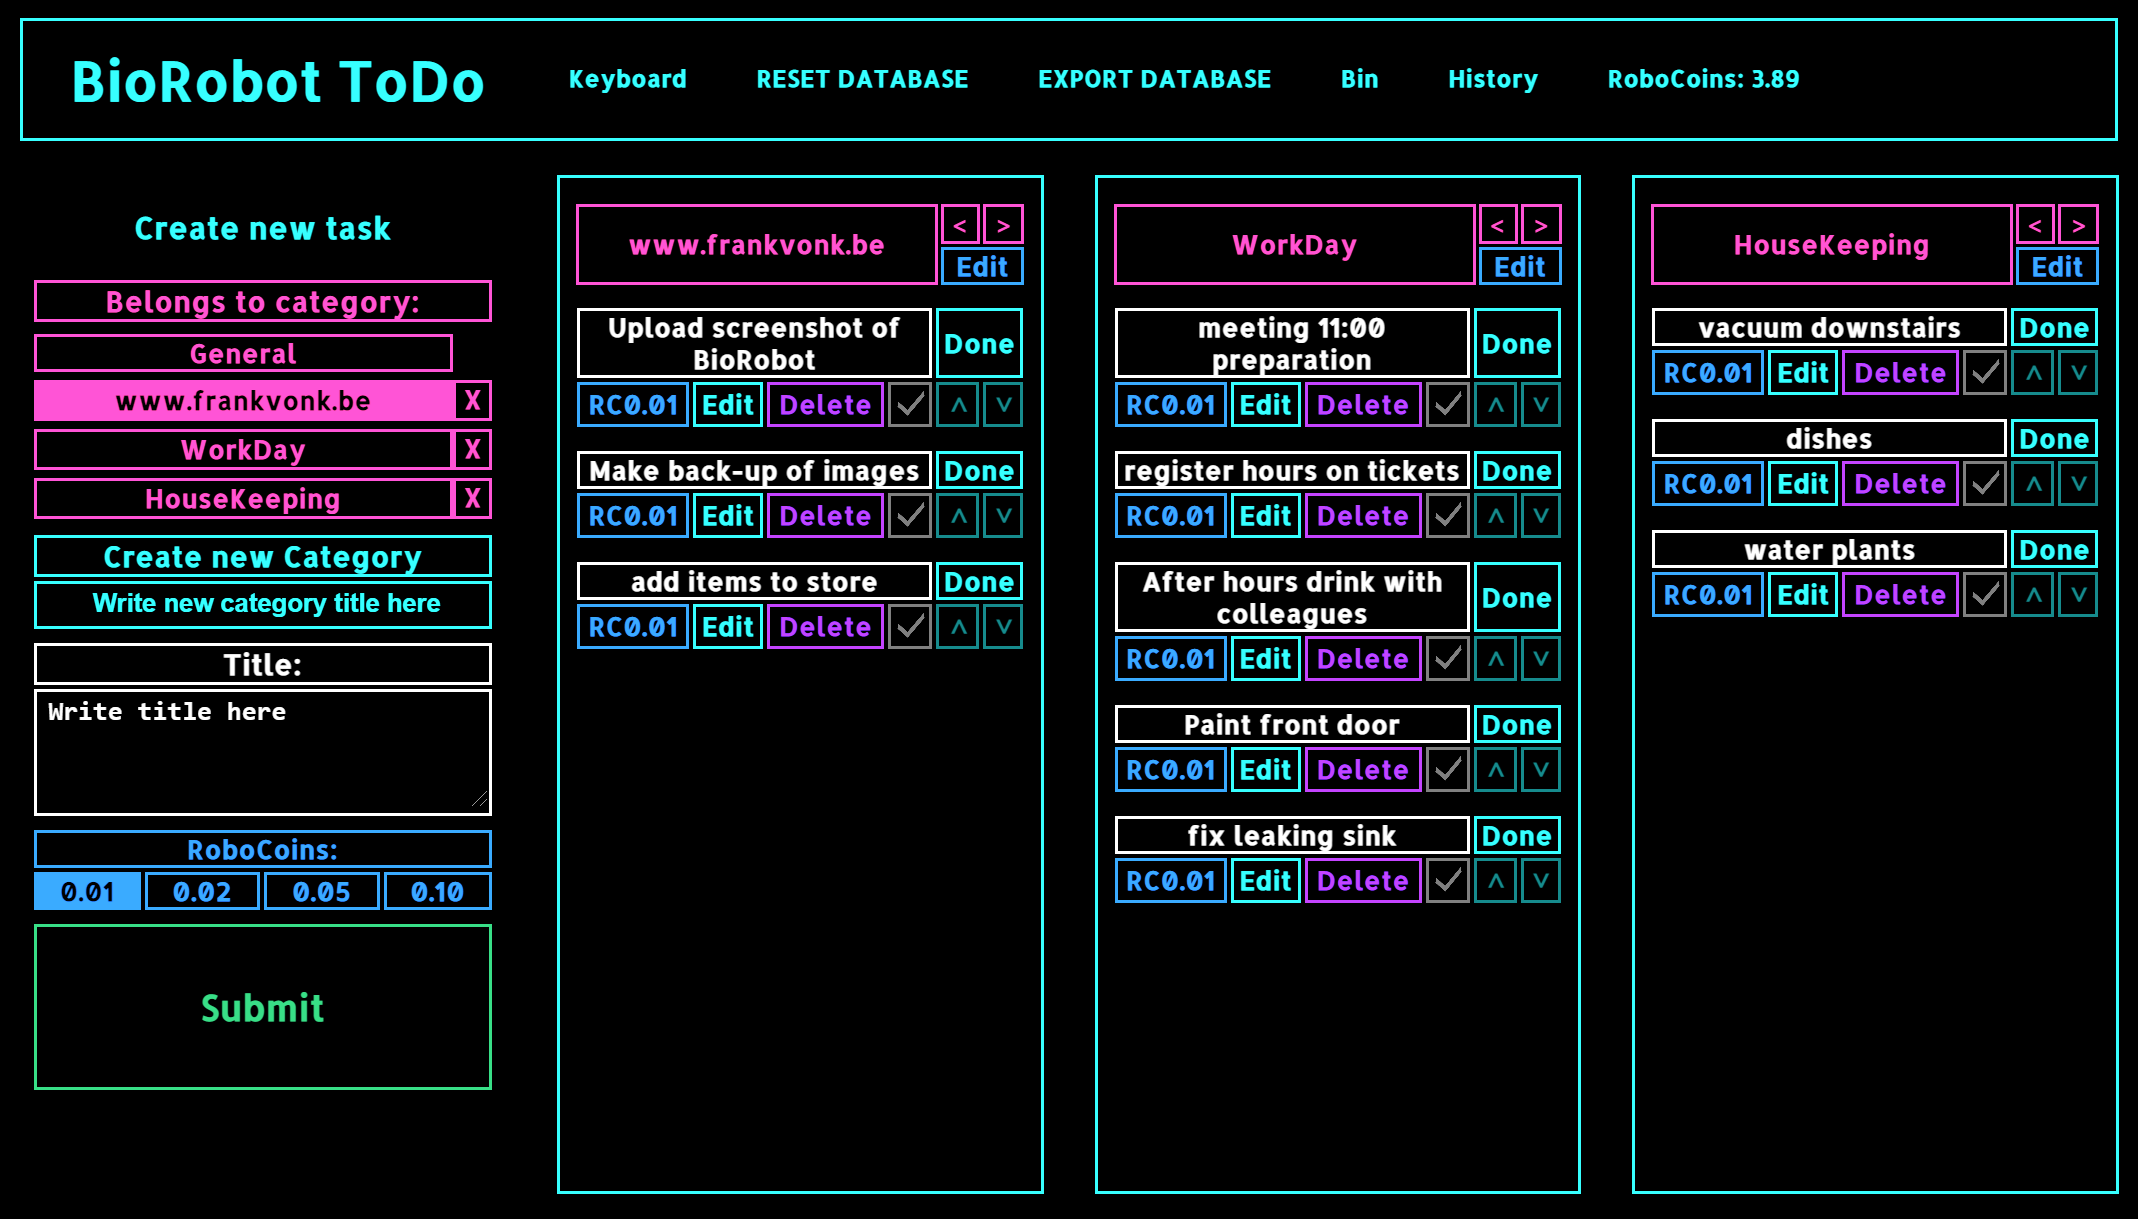 BioRobot ToDo
Keyboard
RESET DATABASE
EXPORT DATABASE
Bin
History
RoboCoins: 3.89
Create new task
Belongs to category:
General
www.frankvonk.be X
WorkDay X
HouseKeeping X
Create new Category
Write new category title here
Title:
Write title here
RoboCoins:
0.01 0.02 0.05 0.10
Submit
www.frankvonk.be < >
Edit
Upload screenshot of
BioRobot
Done
RC0.01 Edit Delete ✓ ^ v
Make back-up of images Done
RC0.01 Edit Delete ✓ ^ v
add items to store Done
RC0.01 Edit Delete ✓ ^ v
WorkDay < >
Edit
meeting 11:00
preparation
Done
RC0.01 Edit Delete ✓ ^ v
register hours on tickets Done
RC0.01 Edit Delete ✓ ^ v
After hours drink with
colleagues
Done
RC0.01 Edit Delete ✓ ^ v
Paint front door Done
RC0.01 Edit Delete ✓ ^ v
fix leaking sink Done
RC0.01 Edit Delete ✓ ^ v
HouseKeeping < >
Edit
vacuum downstairs Done
RC0.01 Edit Delete ✓ ^ v
dishes Done
RC0.01 Edit Delete ✓ ^ v
water plants Done
RC0.01 Edit Delete ✓ ^ v